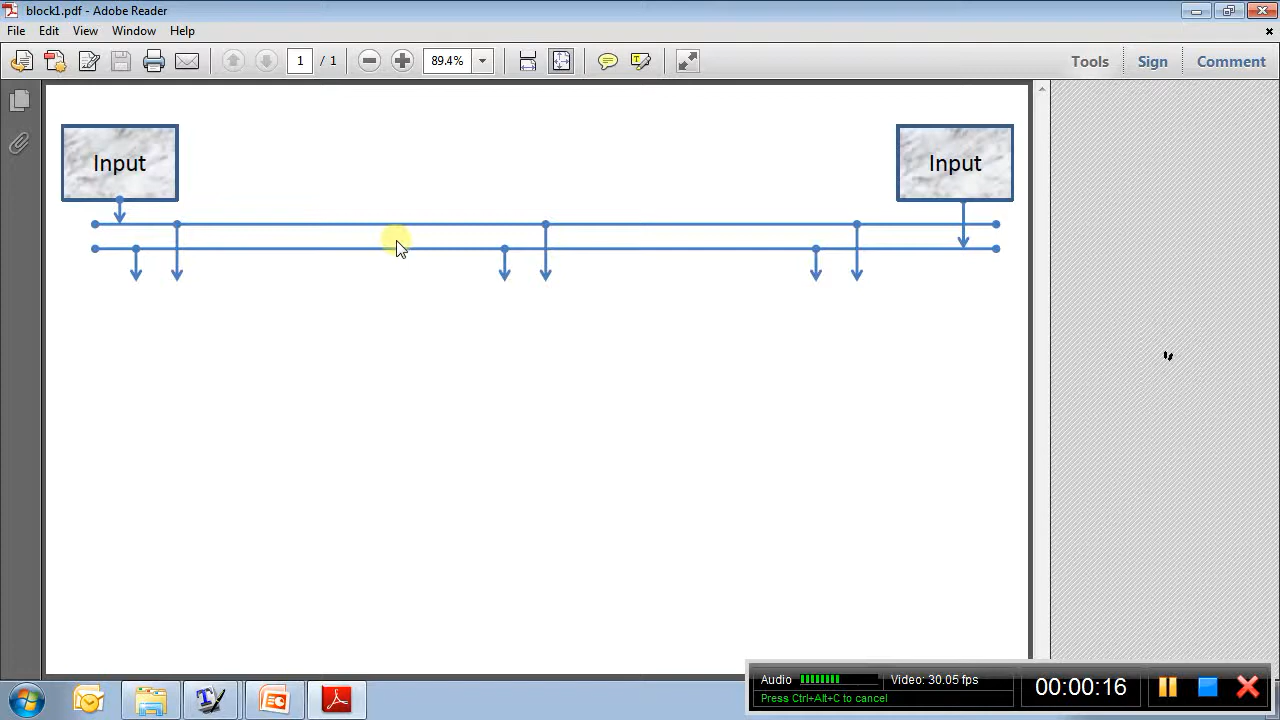 block1.pdf - Adobe Reader
File Edit View Window Help
1 / 1 89.4% Tools Sign Comment
Input Input
Audio Video: 30.05 fps
Press Ctrl+Alt+C to cancel
00:00:16